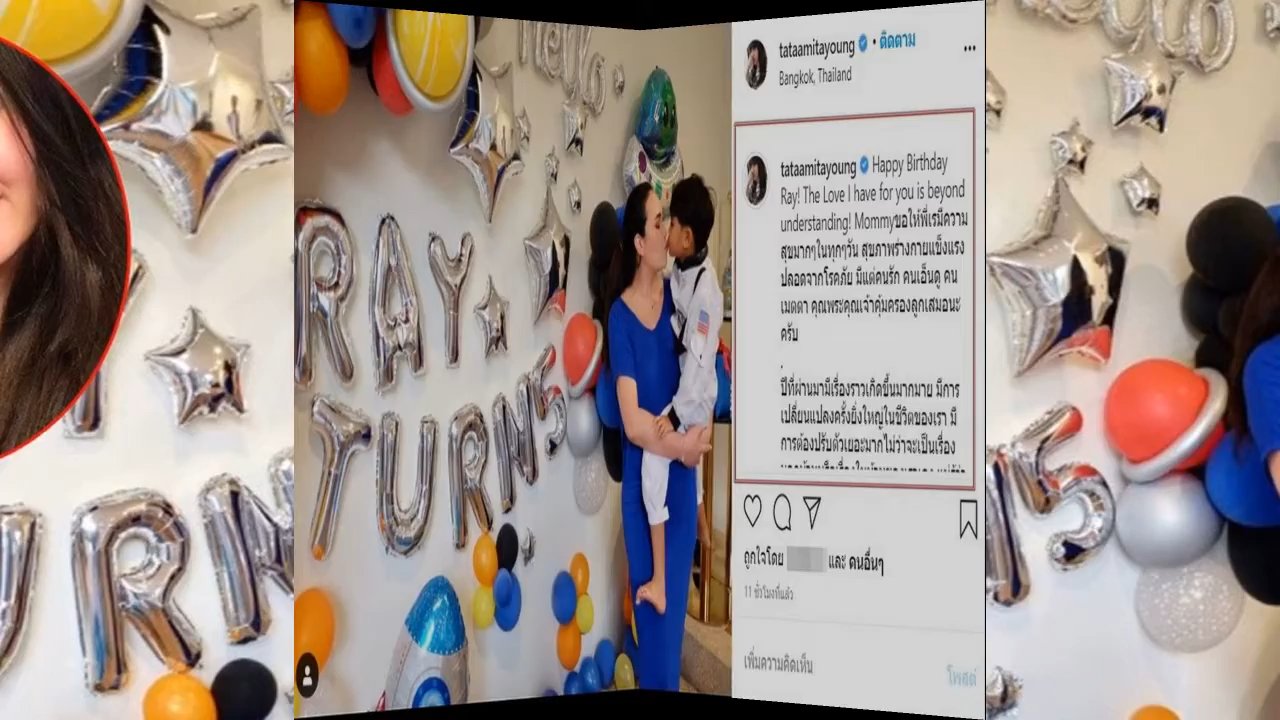 Hello
RAY
TURNS
5
tataamitayoung • ติดตาม
Bangkok, Thailand
tataamitayoung Happy Birthday
Ray! The Love I have for you is beyond
understanding! Mommyขอให้พี่เรมีความ
สุขมากๆในทุกๆวัน สุขภาพร่างกายแข็งแรง
ปลอดจากโรคภัย มีแต่คนรัก คนเอ็นดู คน
เมตตา คุณพระคุณเจ้าคุ้มครองลูกเสมอนะ
ครับ
.
ปีที่ผ่านมามีเรื่องราวเกิดขึ้นมากมาย มีการ
เปลี่ยนแปลงครั้งยิ่งใหญ่ในชีวิตของเรา มี
การต้องปรับตัวเยอะมากไม่ว่าจะเป็นเรื่อง
ถูกใจโดย และ คนอื่นๆ
11 ชั่วโมงที่แล้ว
เพิ่มความคิดเห็น
โพสต์
URN
5